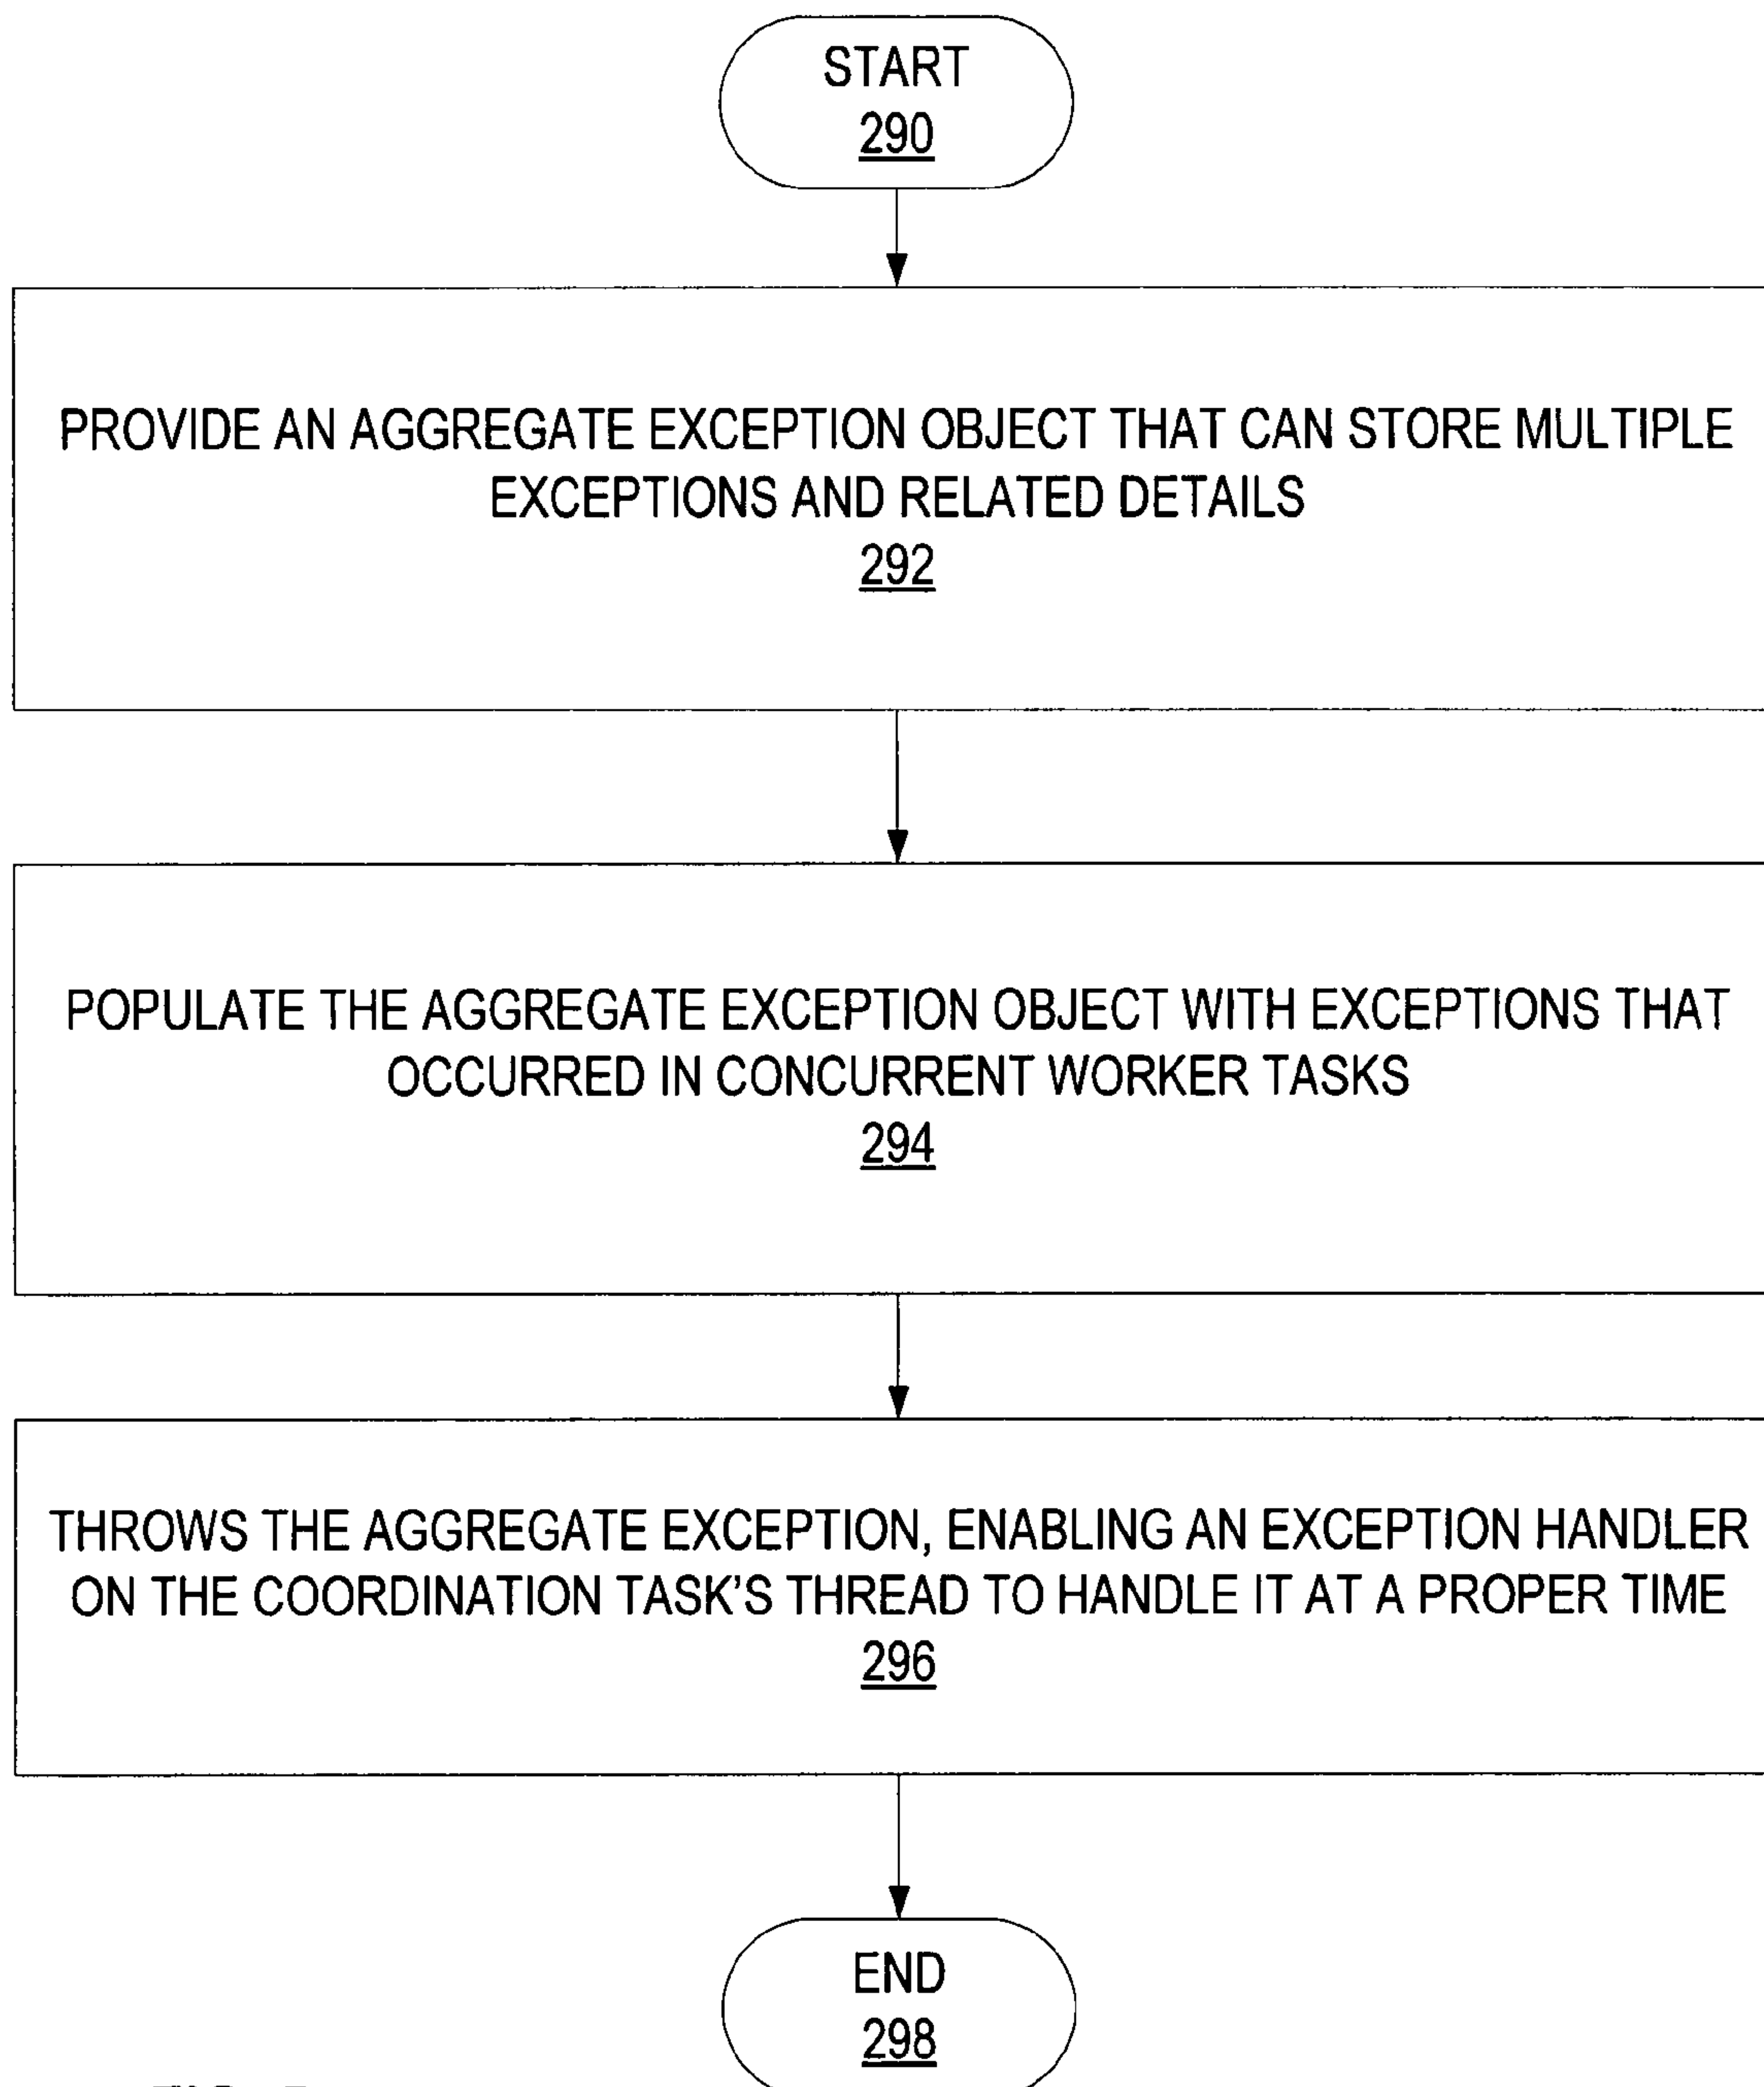 START
290
PROVIDE AN AGGREGATE EXCEPTION OBJECT THAT CAN STORE MULTIPLE
EXCEPTIONS AND RELATED DETAILS
292
POPULATE THE AGGREGATE EXCEPTION OBJECT WITH EXCEPTIONS THAT
OCCURRED IN CONCURRENT WORKER TASKS
294
THROWS THE AGGREGATE EXCEPTION, ENABLING AN EXCEPTION HANDLER
ON THE COORDINATION TASK'S THREAD TO HANDLE IT AT A PROPER TIME
296
END
298